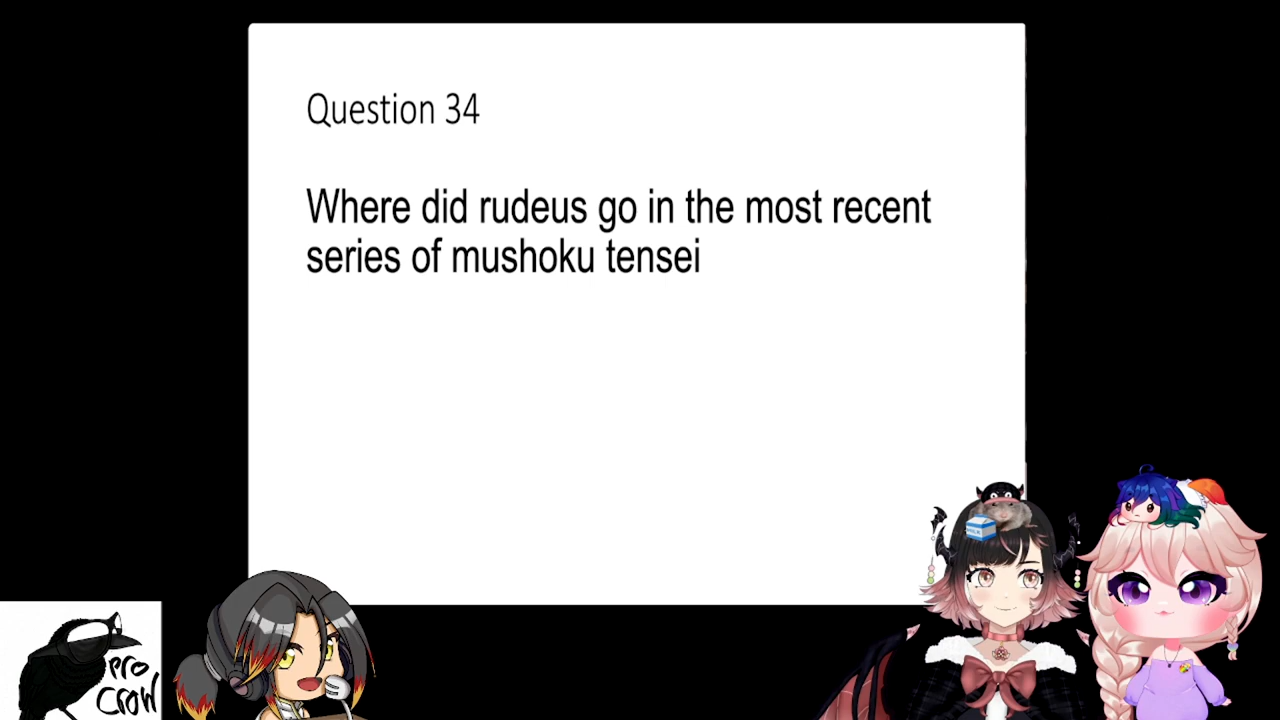 Question 34
Where did rudeus go in the most recent
series of mushoku tensei
pro
crow